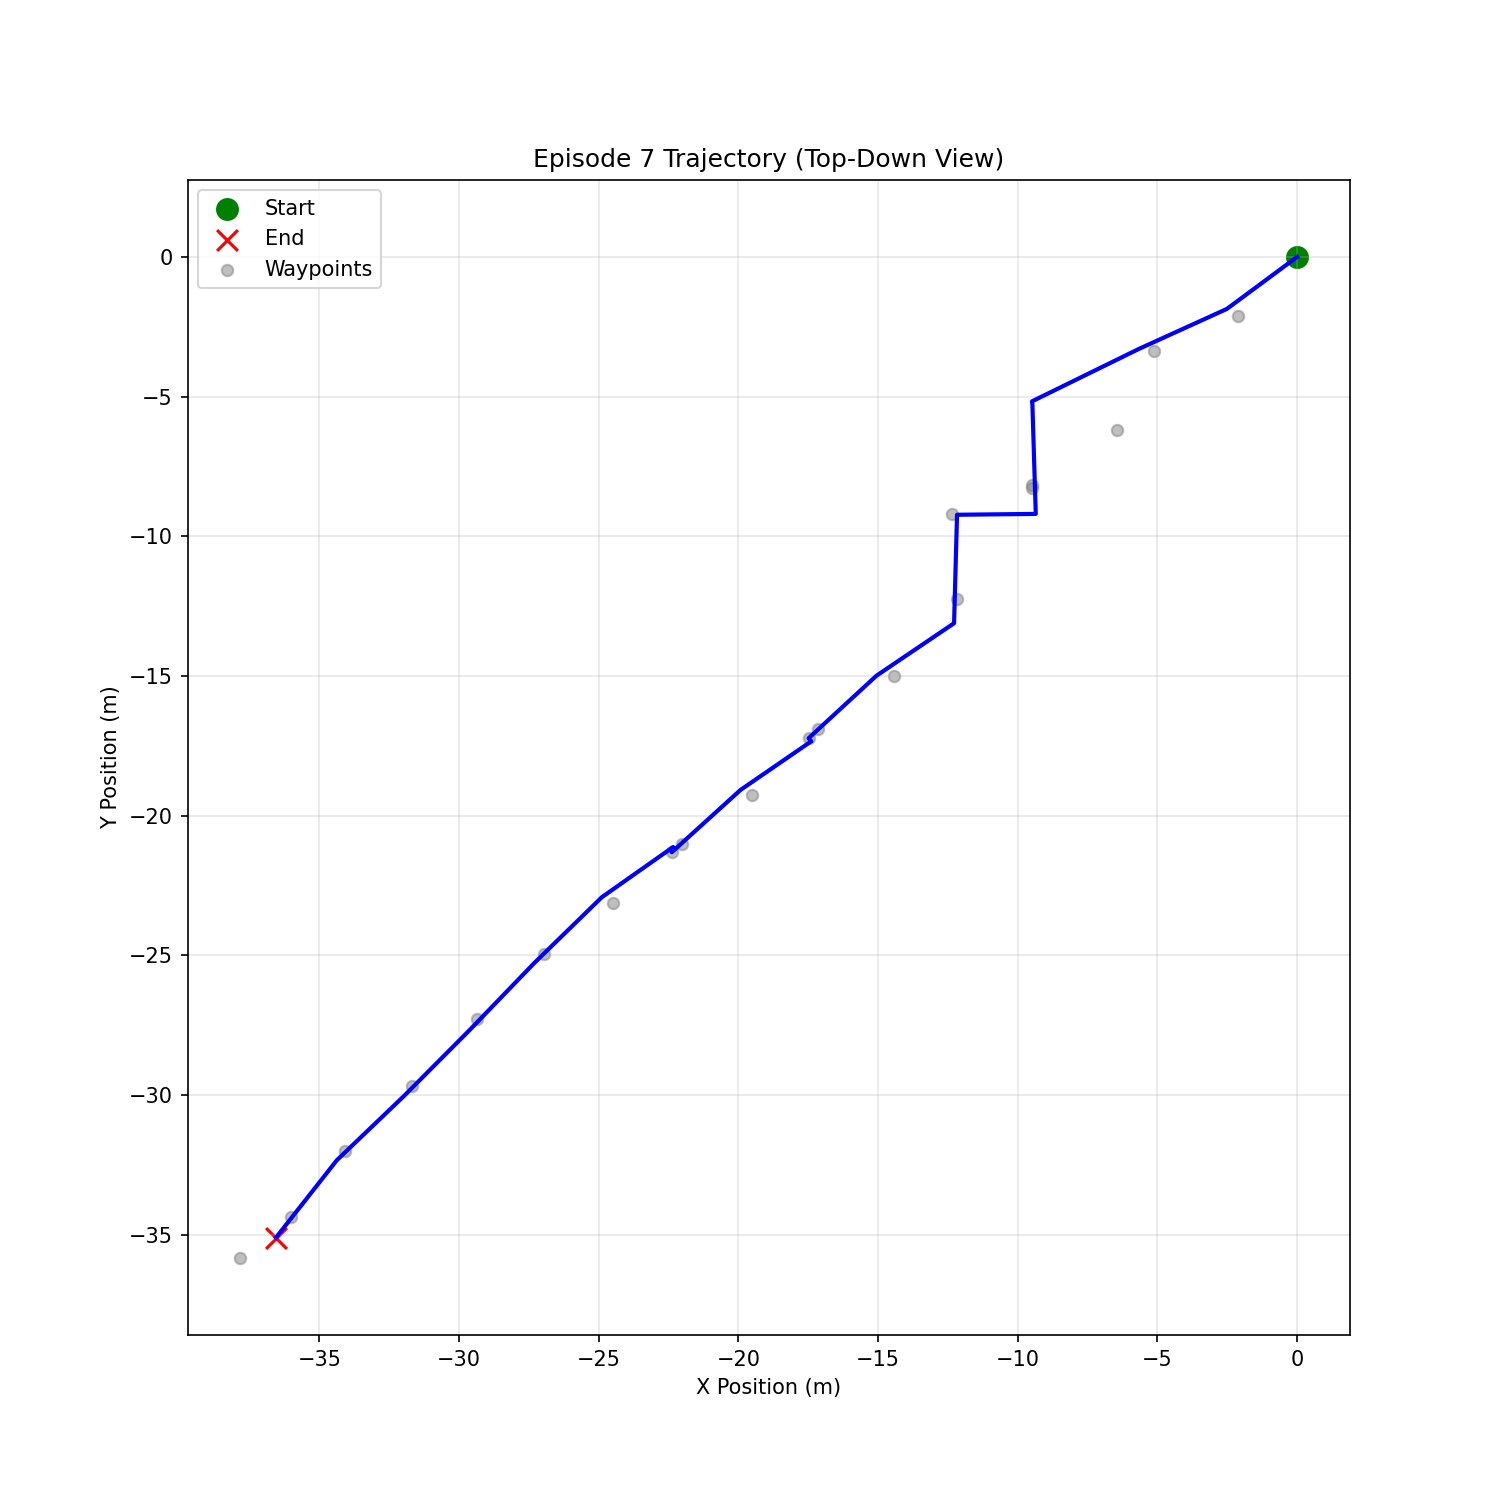 Episode 7 Trajectory (Top-Down View)
Start
End
Waypoints
0
−5
−10
−15
−20
−25
−30
−35
Y Position (m)
−35 −30 −25 −20 −15 −10 −5 0
X Position (m)